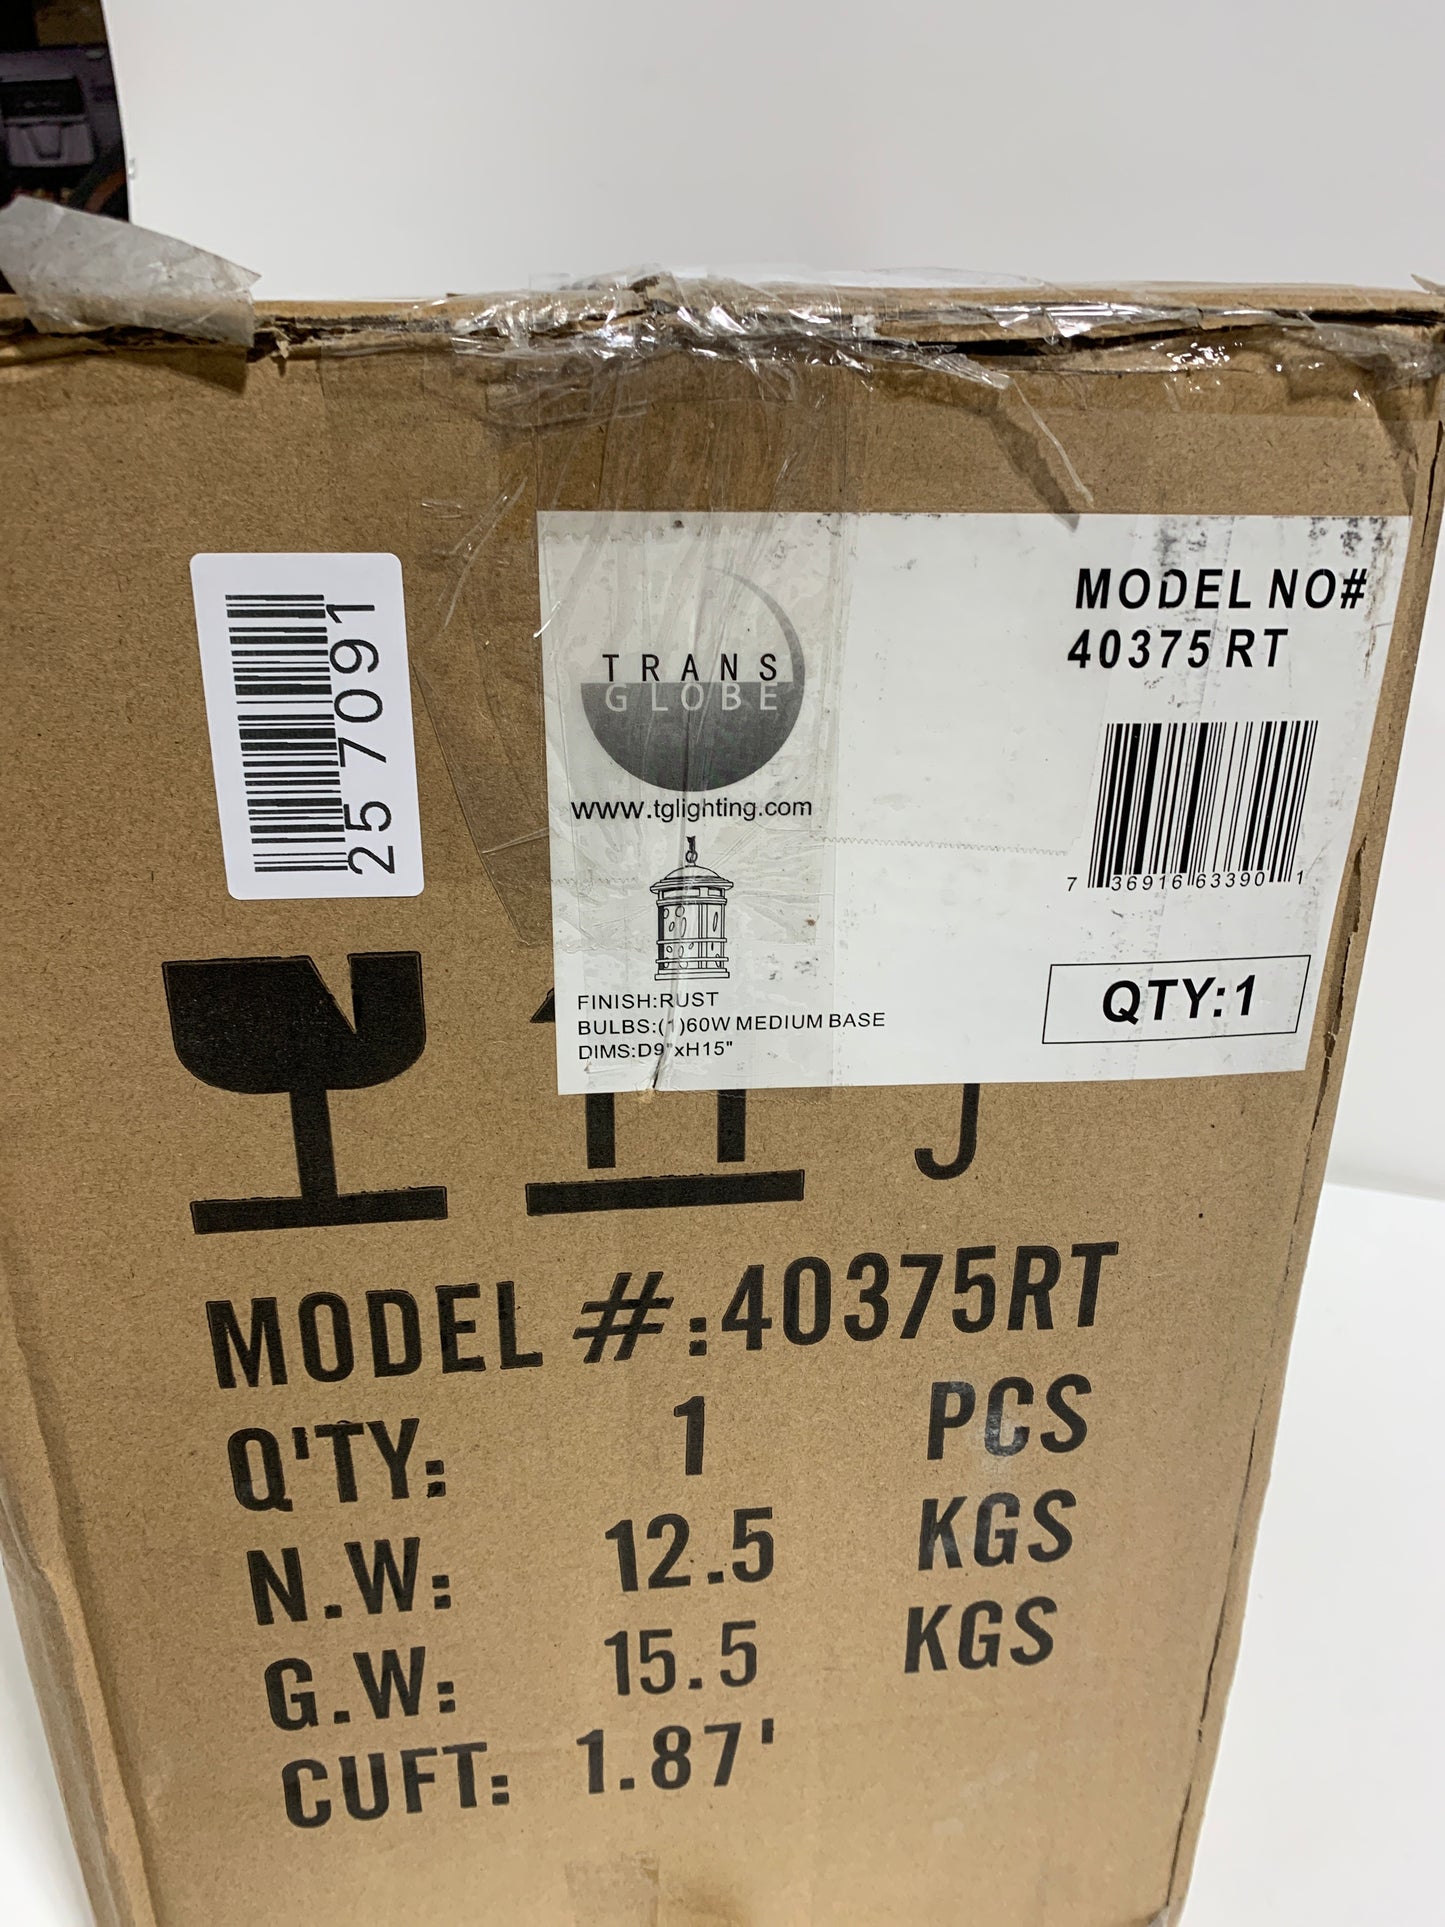 25 7091
TRANS
GLOBE
www.tglighting.com
FINISH:RUST
BULBS:(1)60W MEDIUM BASE
DIMS:D9"xH15"
MODEL NO#
40375 RT
7 36916 63390 1
QTY:1
MODEL #:40375RT
Q'TY: 1 PCS
N.W: 12.5 KGS
G.W: 15.5 KGS
CUFT: 1.87'